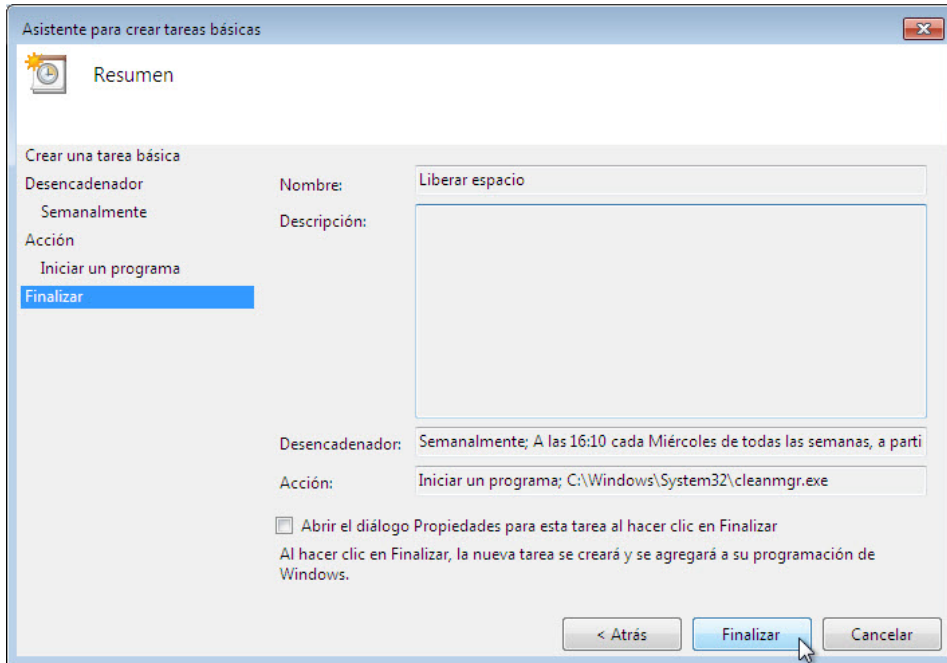 Asistente para crear tareas básicas
Resumen
Crear una tarea básica
Desencadenador
Semanalmente
Acción
Iniciar un programa
Finalizar
Nombre: Liberar espacio
Descripción:
Desencadenador: Semanalmente; A las 16:10 cada Miércoles de todas las semanas, a parti
Acción: Iniciar un programa; C:\Windows\System32\cleanmgr.exe
Abrir el diálogo Propiedades para esta tarea al hacer clic en Finalizar
Al hacer clic en Finalizar, la nueva tarea se creará y se agregará a su programación de
Windows.
< Atrás Finalizar Cancelar